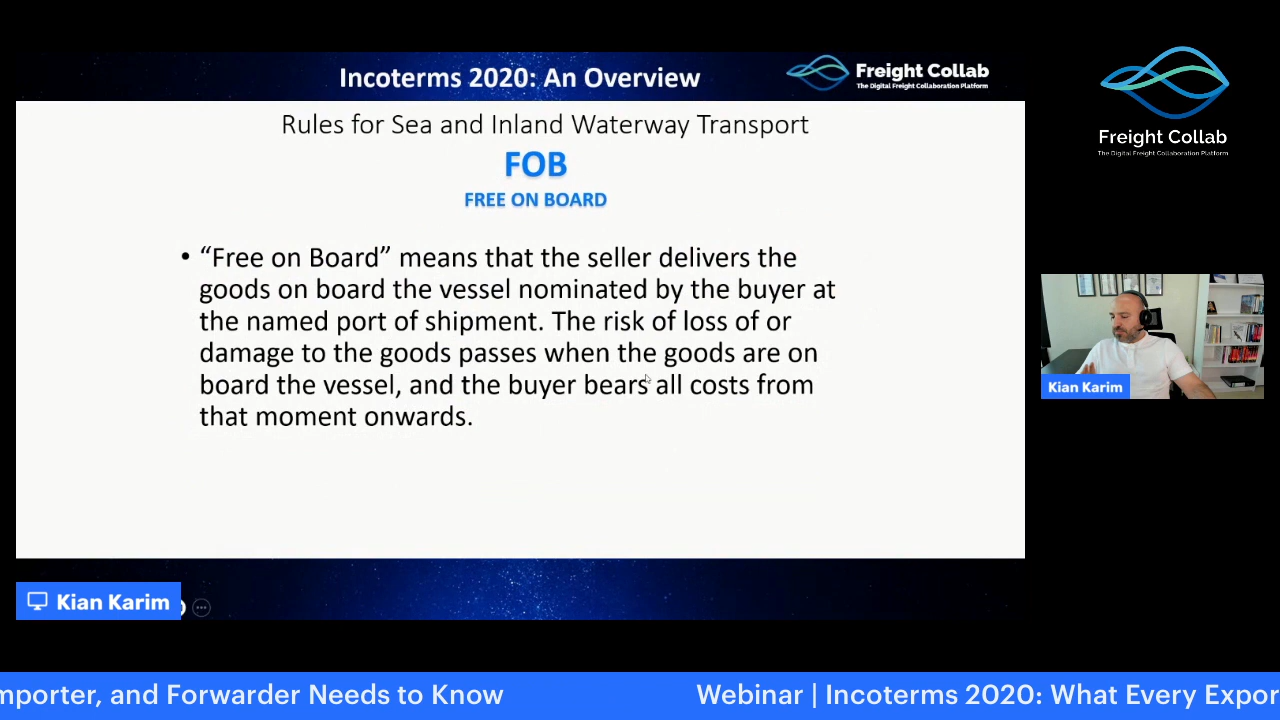 Incoterms 2020: An Overview
Freight Collab
The Digital Freight Collaboration Platform
Rules for Sea and Inland Waterway Transport
FOB
FREE ON BOARD
• “Free on Board” means that the seller delivers the
goods on board the vessel nominated by the buyer at
the named port of shipment. The risk of loss of or
damage to the goods passes when the goods are on
board the vessel, and the buyer bears all costs from
that moment onwards.
Freight Collab
The Digital Freight Collaboration Platform
Kian Karim
Kian Karim
mporter, and Forwarder Needs to Know
Webinar | Incoterms 2020: What Every Expor